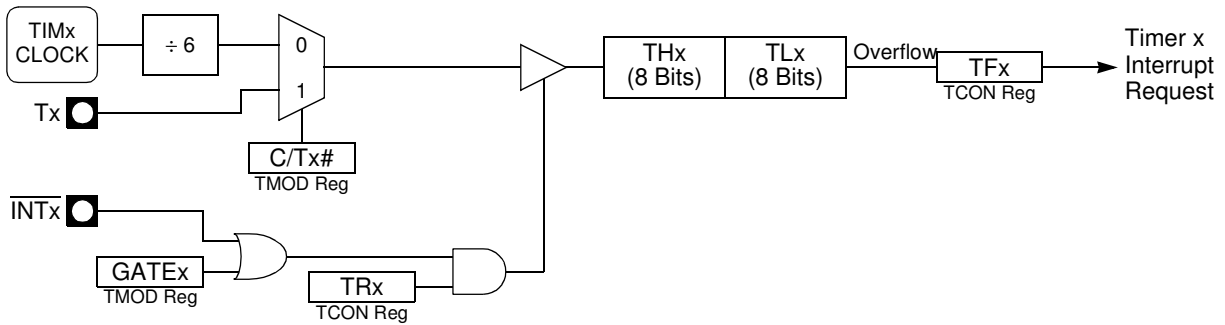 TIMx
CLOCK
÷ 6
0
1
Tx
C/Tx#
TMOD Reg
THx
(8 Bits)
TLx
(8 Bits)
Overflow
TFx
TCON Reg
Timer x
Interrupt
Request
INTx
GATEx
TMOD Reg
TRx
TCON Reg